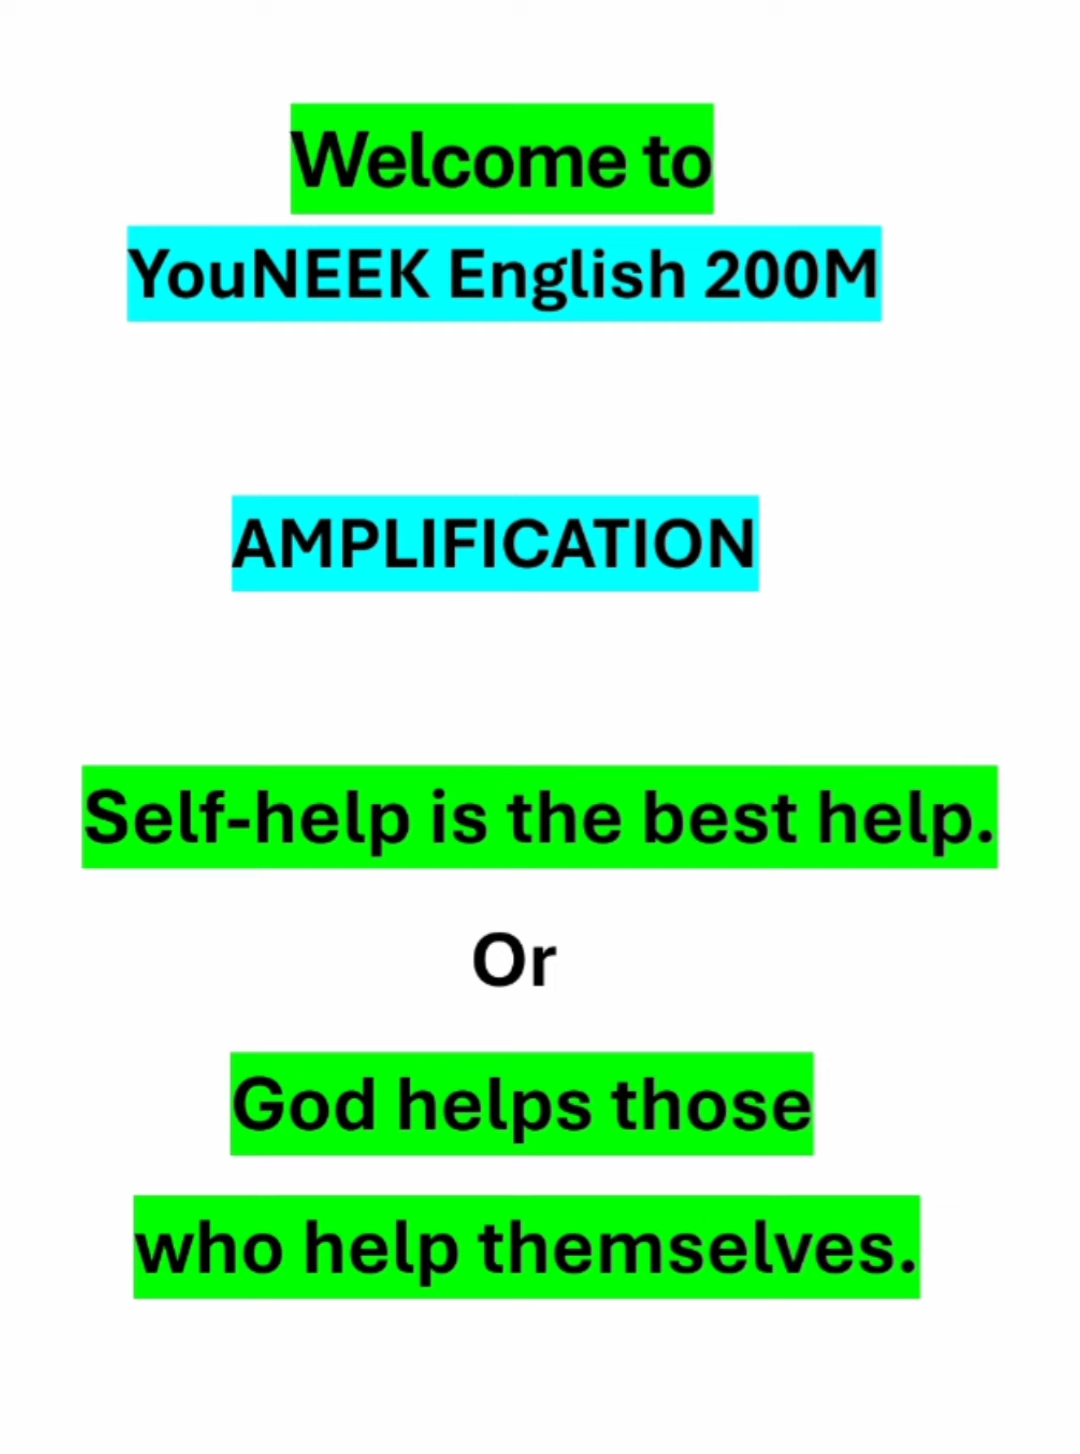 Welcome to
YouNEEK English 200M
AMPLIFICATION
Self-help is the best help.
Or
God helps those
who help themselves.